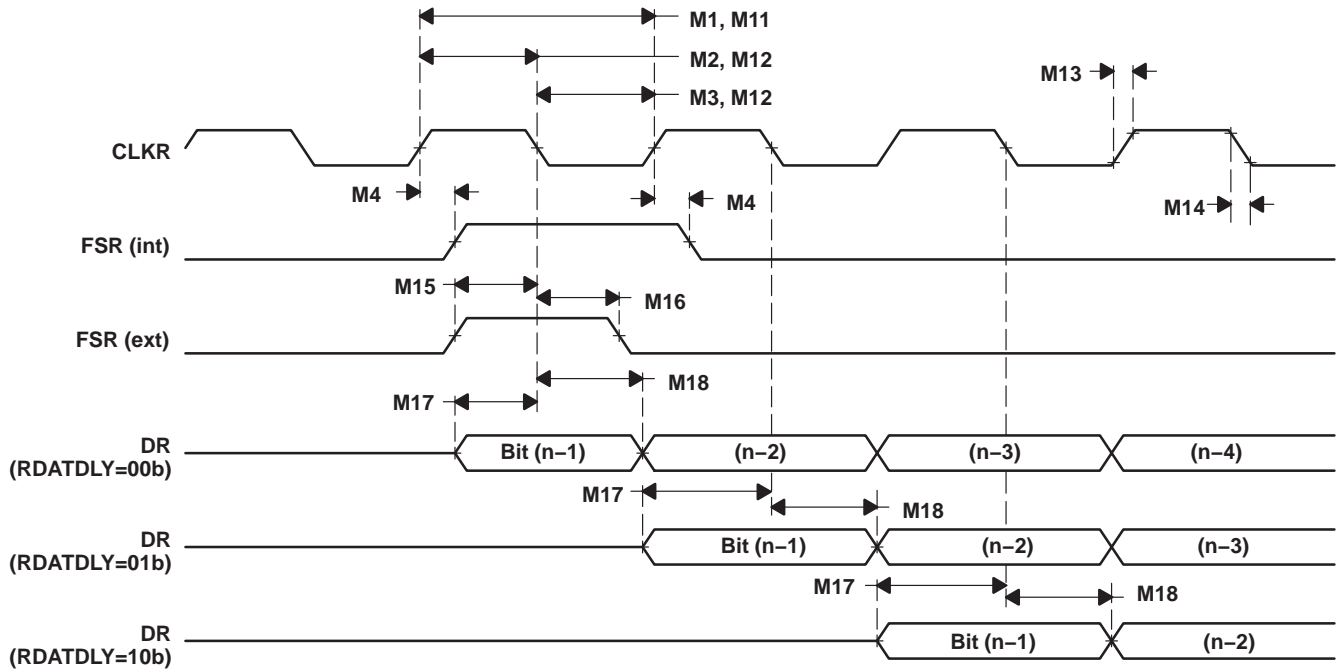 M1, M11
M2, M12
M13
M3, M12
CLKR
M4
M4
M14
FSR (int)
M15
M16
FSR (ext)
M18
M17
DR
(RDATDLY=00b)
Bit (n−1)
(n−2)
(n−3)
(n−4)
M17
M18
DR
(RDATDLY=01b)
Bit (n−1)
(n−2)
(n−3)
M17
M18
DR
(RDATDLY=10b)
Bit (n−1)
(n−2)